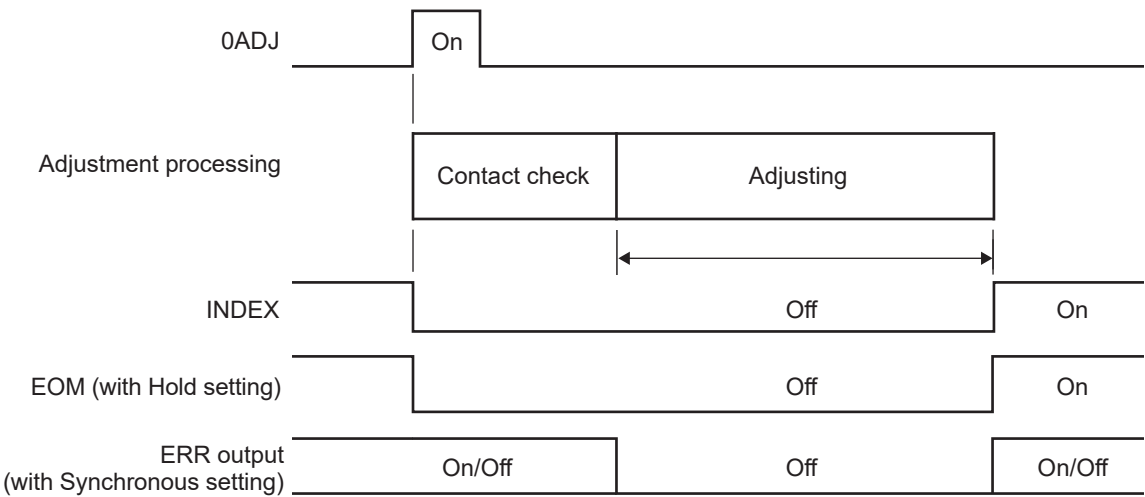 0ADJ
On
Adjustment processing
Contact check
Adjusting
INDEX
Off
On
EOM (with Hold setting)
Off
On
ERR output
(with Synchronous setting)
On/Off
Off
On/Off